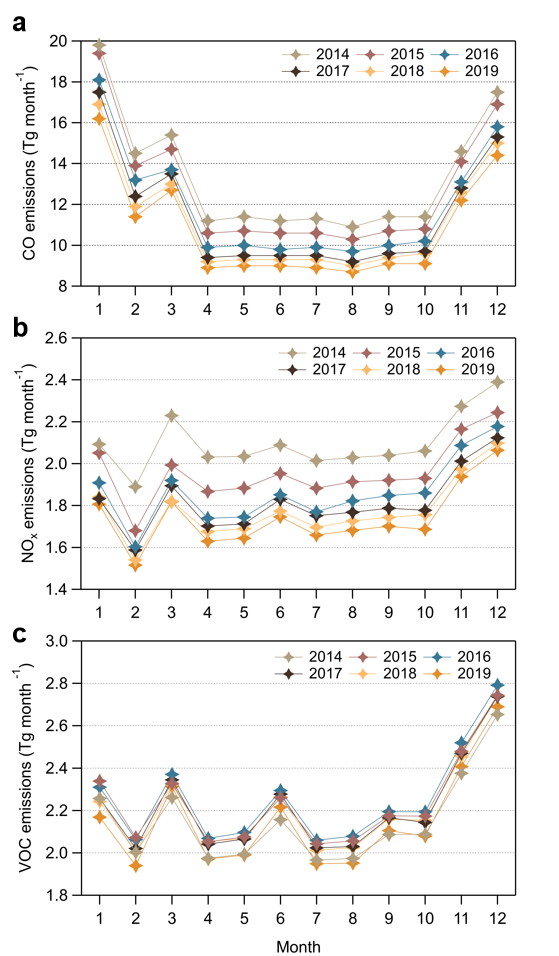 a
CO emissions (Tg month⁻¹)
20
18
16
14
12
10
8
2014 2015 2016
2017 2018 2019
1 2 3 4 5 6 7 8 9 10 11 12
b
NOₓ emissions (Tg month⁻¹)
2.6
2.4
2.2
2.0
1.8
1.6
1.4
2014 2015 2016
2017 2018 2019
1 2 3 4 5 6 7 8 9 10 11 12
c
VOC emissions (Tg month⁻¹)
3.0
2.8
2.6
2.4
2.2
2.0
1.8
2014 2015 2016
2017 2018 2019
1 2 3 4 5 6 7 8 9 10 11 12
Month